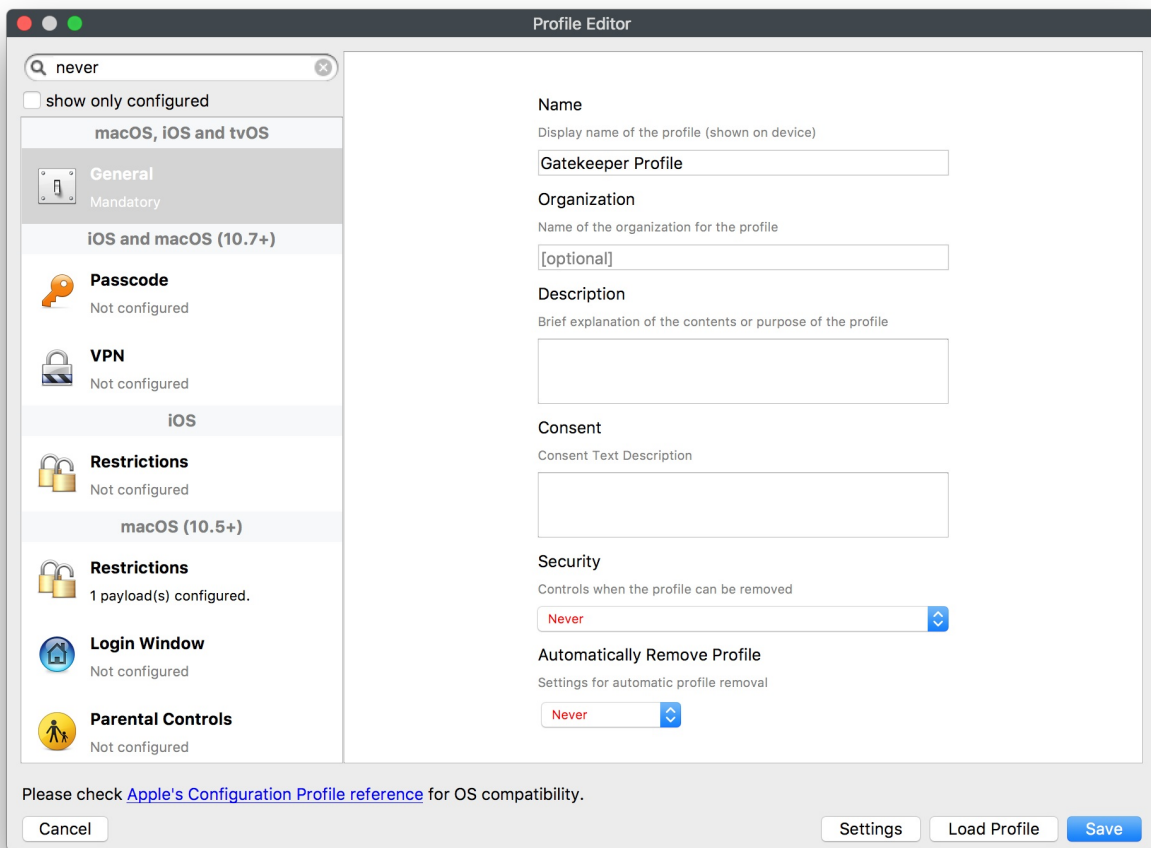 Profile Editor
never
show only configured
macOS, iOS and tvOS
General
Mandatory
iOS and macOS (10.7+)
Passcode
Not configured
VPN
Not configured
iOS
Restrictions
Not configured
macOS (10.5+)
Restrictions
1 payload(s) configured.
Login Window
Not configured
Parental Controls
Not configured
Name
Display name of the profile (shown on device)
Gatekeeper Profile
Organization
Name of the organization for the profile
[optional]
Description
Brief explanation of the contents or purpose of the profile
Consent
Consent Text Description
Security
Controls when the profile can be removed
Never
Automatically Remove Profile
Settings for automatic profile removal
Never
Please check Apple's Configuration Profile reference for OS compatibility.
Cancel
Settings
Load Profile
Save